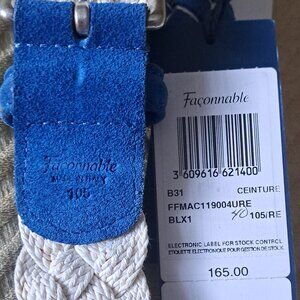 Façonnable
105
Façonnable
3 609616 621400
B31 CEINTURE
FFMAC119004URE
BLX1 105/RE
ELECTRONIC LABEL FOR STOCK CONTROL
ETIQUETTE ELECTRONIQUE POUR GESTION DE STOCK
165.00